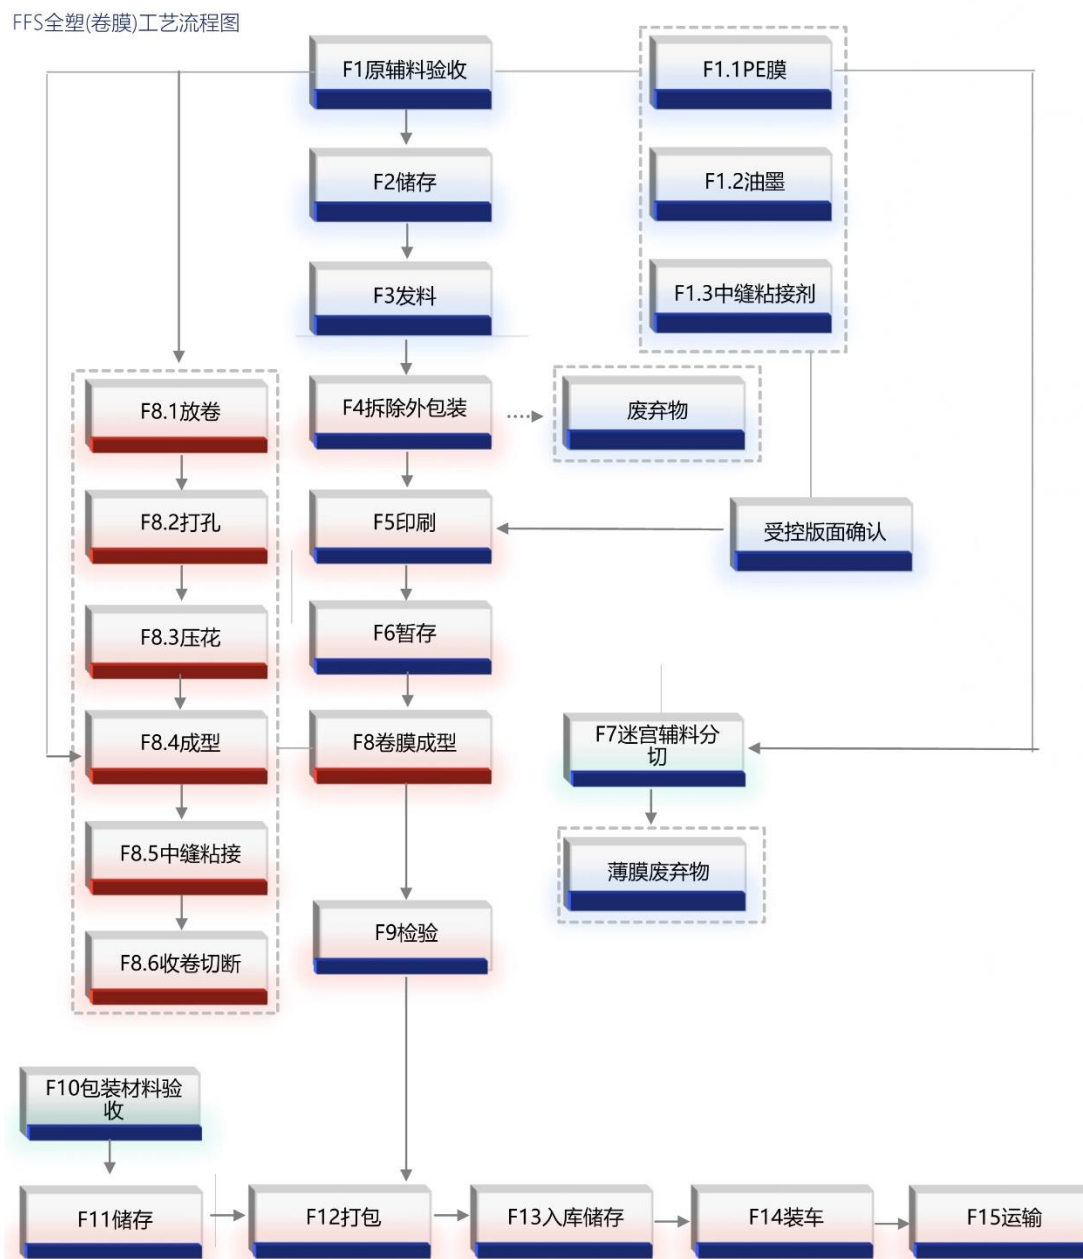 FFS全塑(卷膜)工艺流程图
F1原辅料验收
F1.1PE膜
F2储存
F1.2油墨
F3发料
F1.3中缝粘接剂
F8.1放卷
F4拆除外包装
废弃物
F8.2打孔
F5印刷
受控版面确认
F8.3压花
F6暂存
F8.4成型
F8卷膜成型
F7迷宫辅料分
切
F8.5中缝粘接
薄膜废弃物
F9检验
F8.6收卷切断
F10包装材料验
收
F11储存
F12打包
F13入库储存
F14装车
F15运输